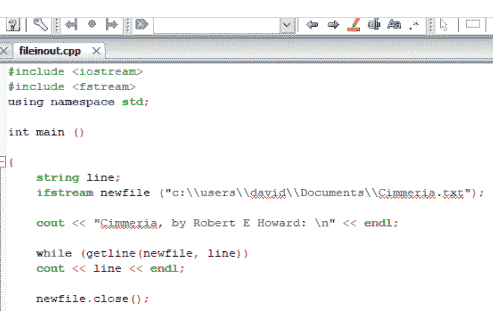 fileinout.cpp
#include <iostream>
#include <fstream>
using namespace std;
int main ()
{
string line;
ifstream newfile ("c:\\users\\david\\Documents\\Cimmeria.txt");
cout << "Cimmeria, by Robert E Howard: \n" << endl;
while (getline(newfile, line))
cout << line << endl;
newfile.close();